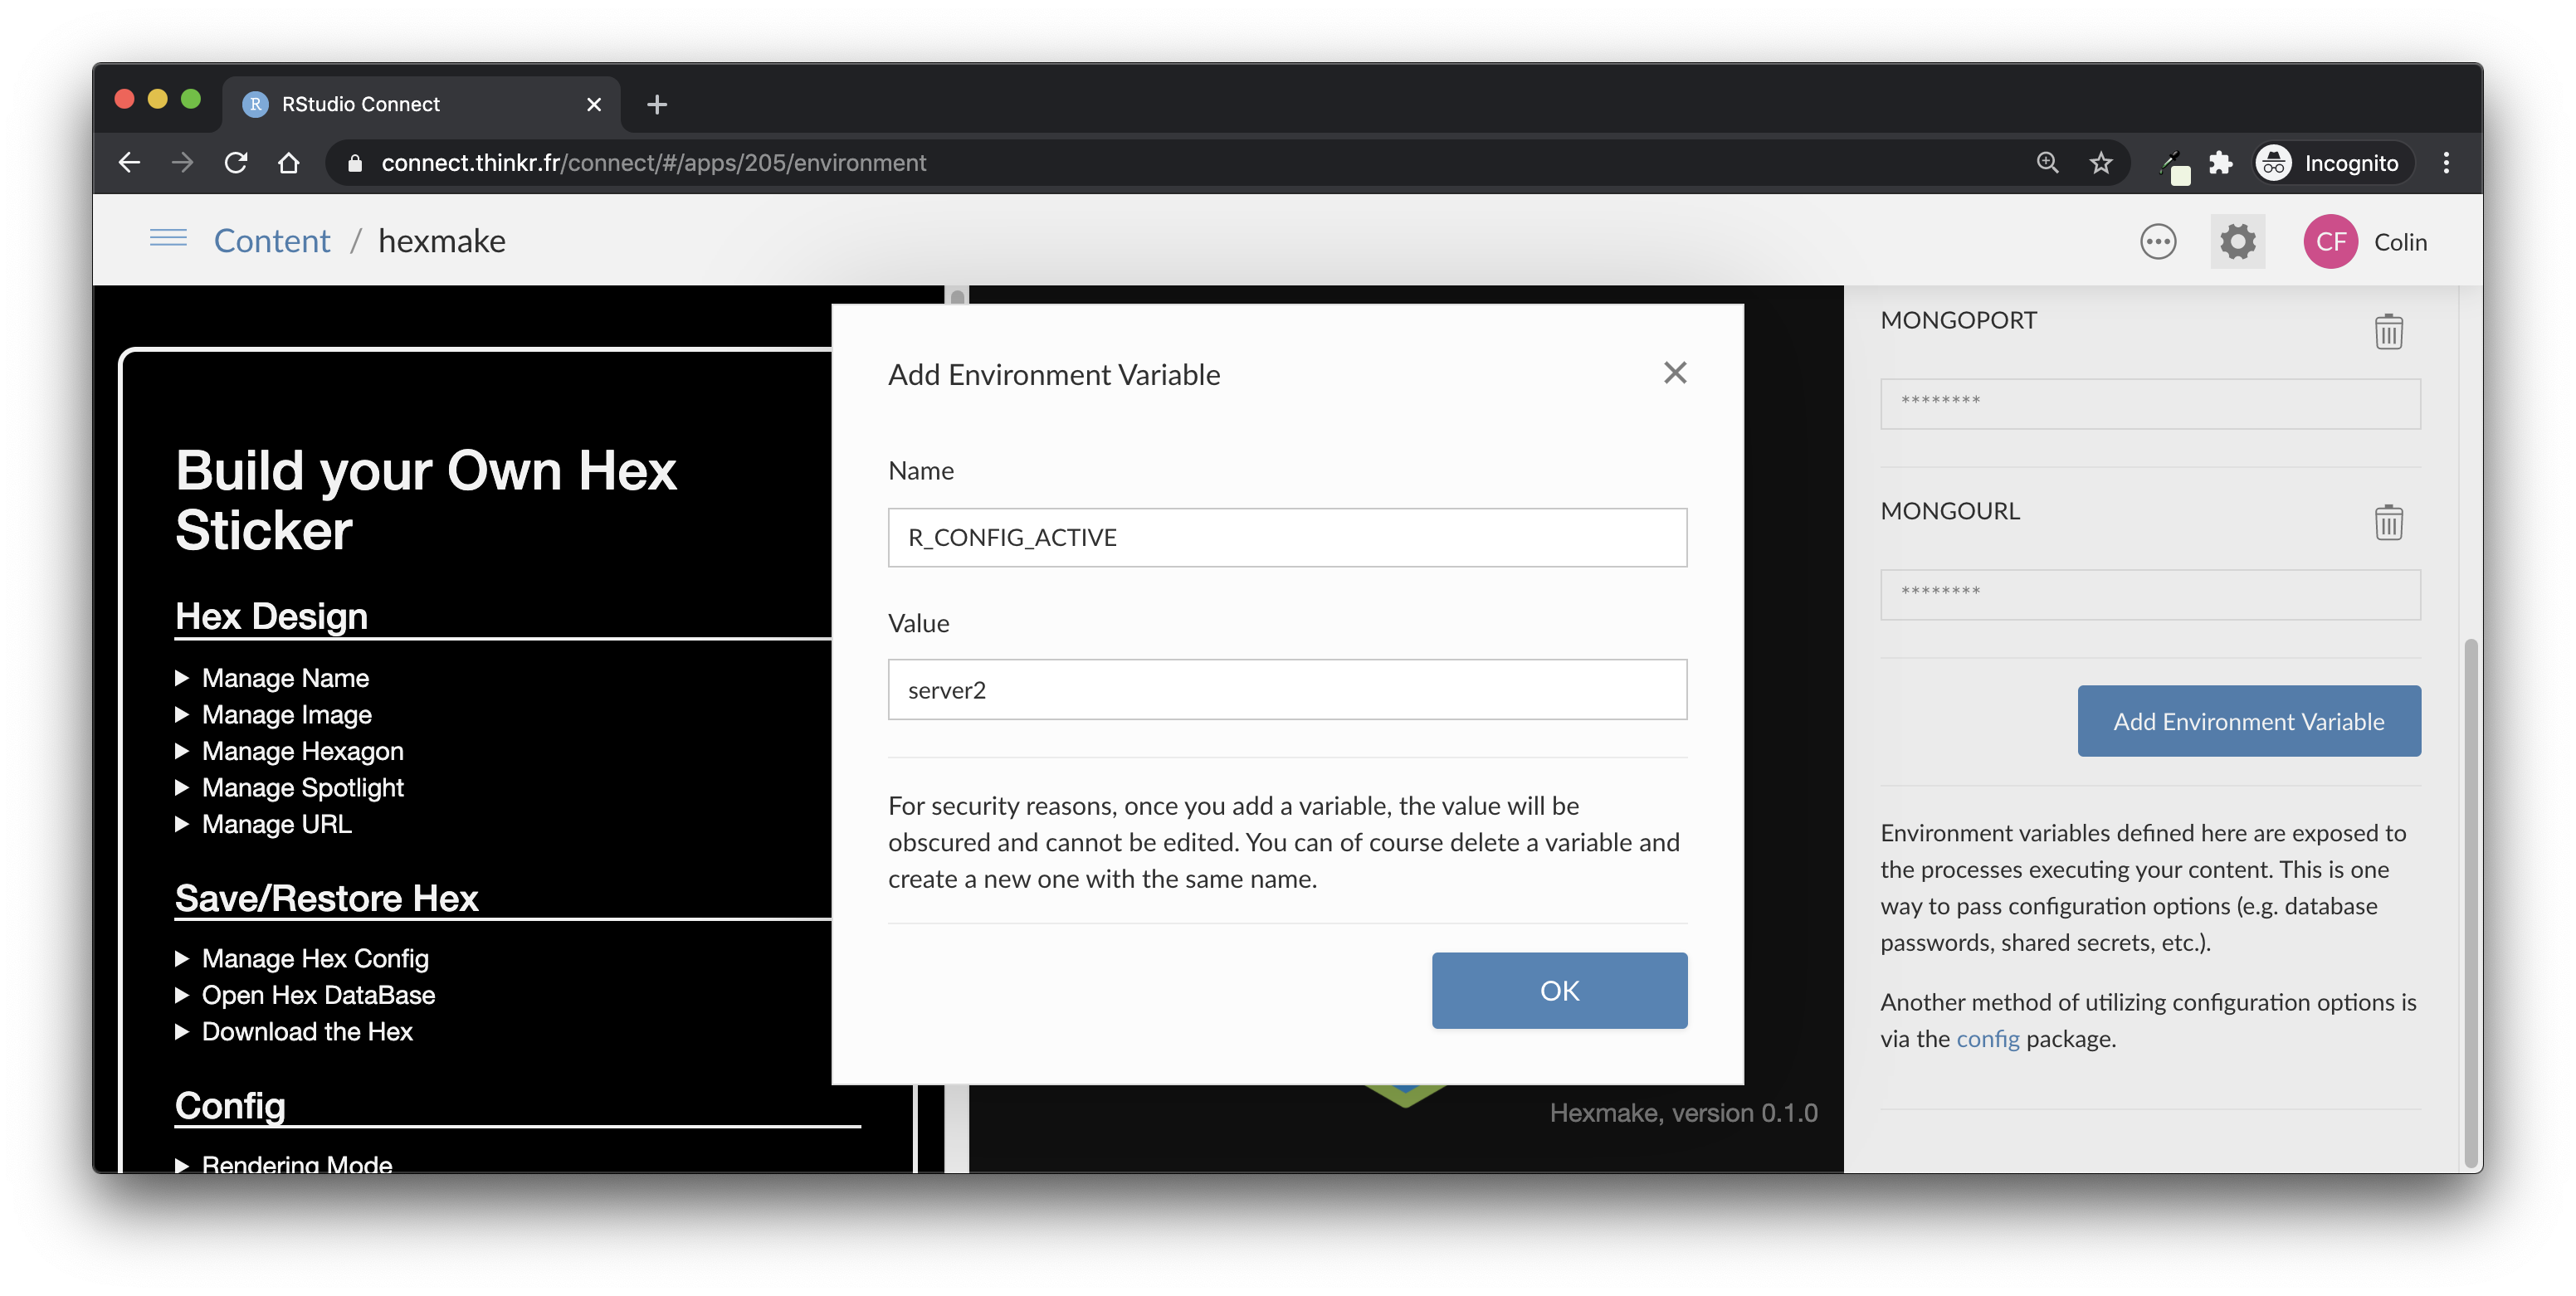 RStudio Connect
connect.thinkr.fr/connect/#/apps/205/environment
Incognito
Content / hexmake
CF Colin
Build your Own Hex
Sticker
Hex Design
Manage Name
Manage Image
Manage Hexagon
Manage Spotlight
Manage URL
Save/Restore Hex
Manage Hex Config
Open Hex DataBase
Download the Hex
Config
Rendering Mode
Add Environment Variable
Name
R_CONFIG_ACTIVE
Value
server2
For security reasons, once you add a variable, the value will be
obscured and cannot be edited. You can of course delete a variable and
create a new one with the same name.
OK
Hexmake, version 0.1.0
MONGOPORT
********
MONGOURL
********
Add Environment Variable
Environment variables defined here are exposed to
the processes executing your content. This is one
way to pass configuration options (e.g. database
passwords, shared secrets, etc.).
Another method of utilizing configuration options is
via the config package.